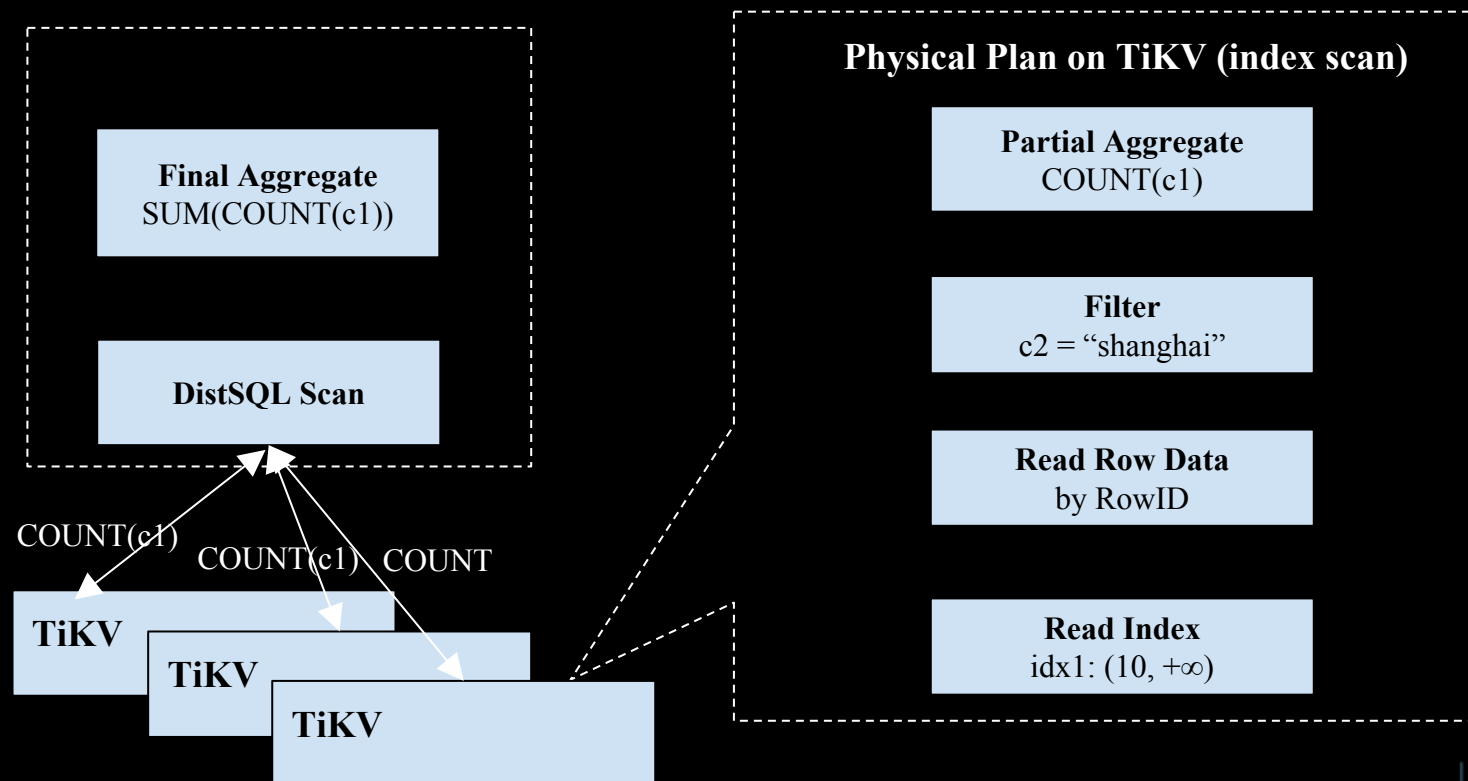 Final Aggregate
SUM(COUNT(c1))
DistSQL Scan
COUNT(c1)
COUNT(c1)
COUNT
TiKV
TiKV
TiKV
Physical Plan on TiKV (index scan)
Partial Aggregate
COUNT(c1)
Filter
c2 = “shanghai”
Read Row Data
by RowID
Read Index
idx1: (10, +∞)